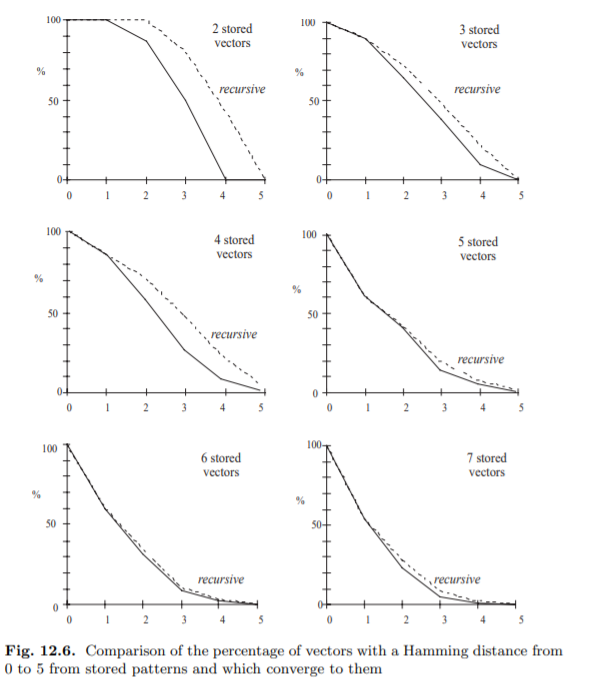 100
50
0
%
0 1 2 3 4 5
2 stored
vectors
recursive
100
50
0
%
0 1 2 3 4 5
3 stored
vectors
recursive
100
50
0
%
0 1 2 3 4 5
4 stored
vectors
recursive
100
50
0
%
0 1 2 3 4 5
5 stored
vectors
recursive
100
50
0
%
0 1 2 3 4 5
6 stored
vectors
recursive
100
50
0
%
0 1 2 3 4 5
7 stored
vectors
recursive
Fig. 12.6. Comparison of the percentage of vectors with a Hamming distance from
0 to 5 from stored patterns and which converge to them